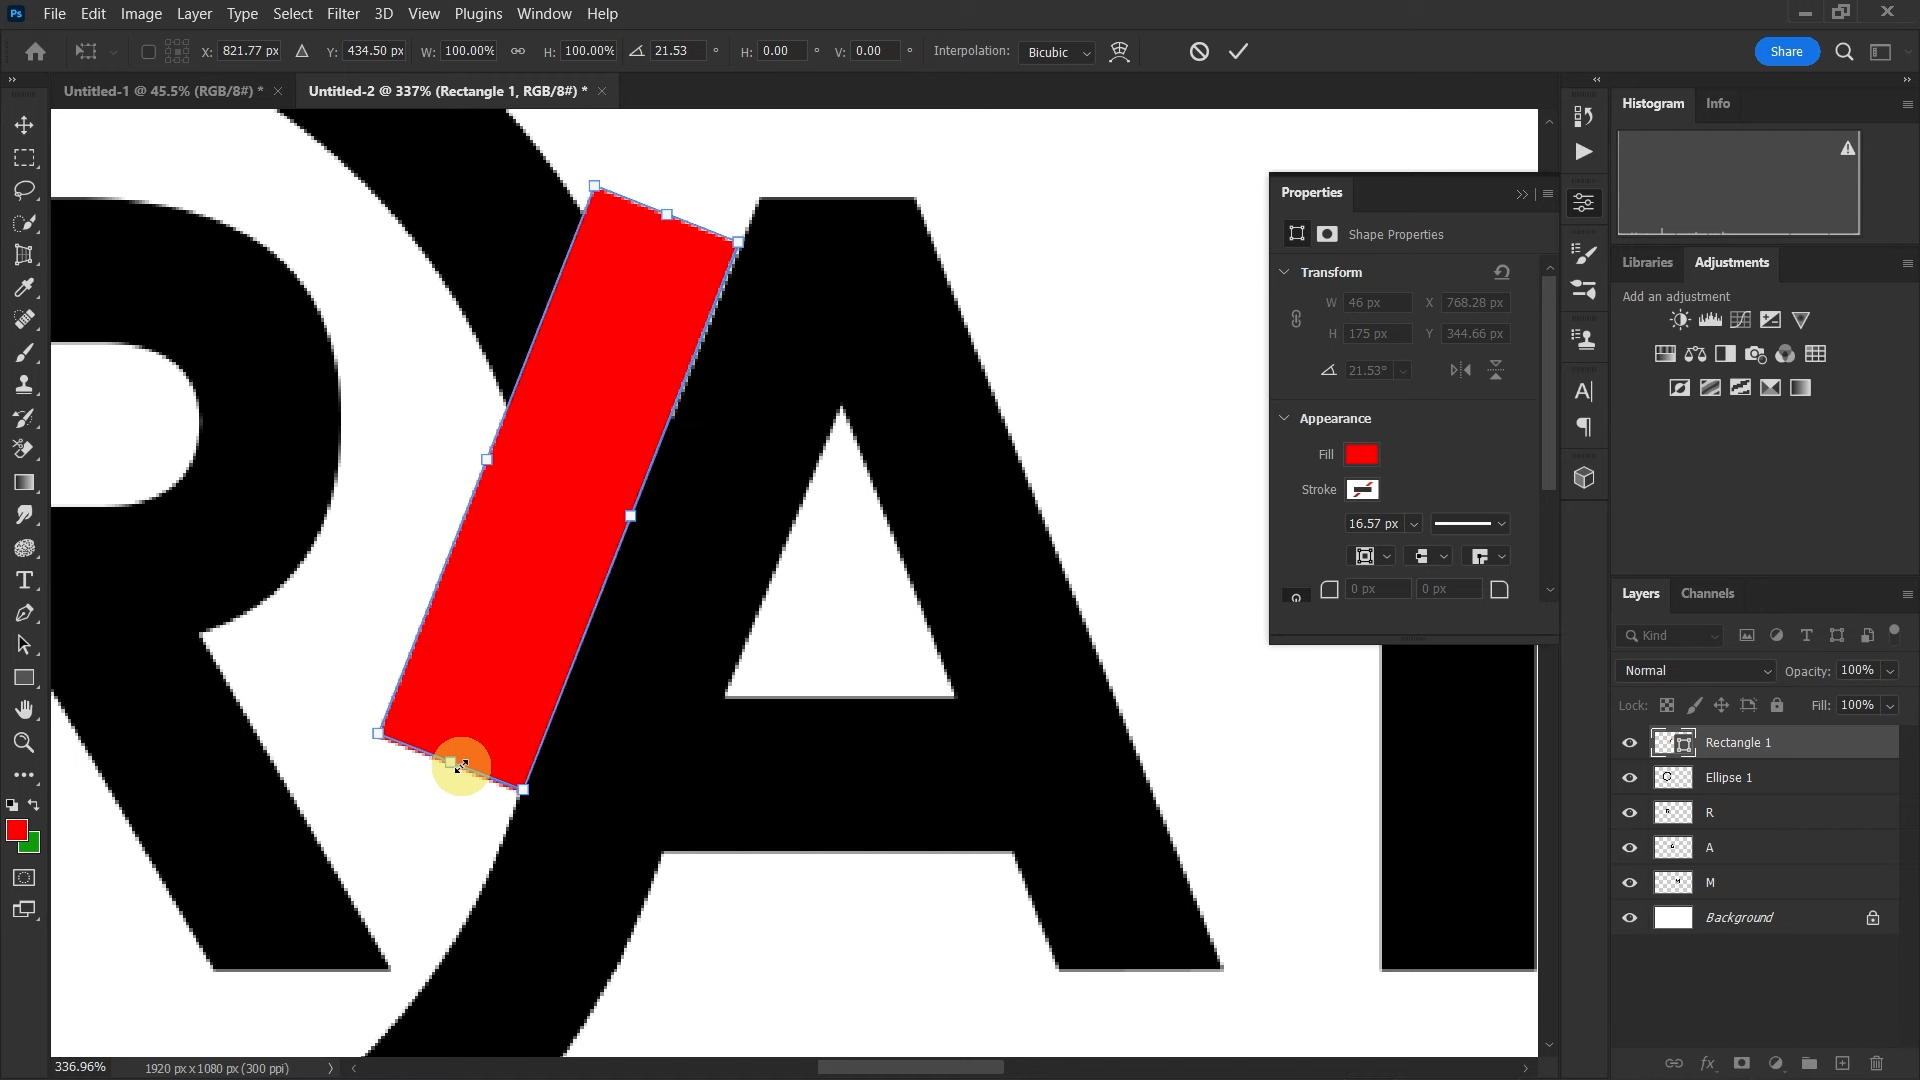 Ps File Edit Image Layer Type Select Filter 3D View Plugins Window Help
X: 821.77 px Y: 434.50 px W: 100.00% H: 100.00% 21.53 ° H: 0.00 ° V: 0.00 ° Interpolation: Bicubic Share
Untitled-1 @ 45.5% (RGB/8#) * Untitled-2 @ 337% (Rectangle 1, RGB/8#) *
R A
Properties
Shape Properties
Transform
W 46 px X 768.28 px
H 175 px Y 344.66 px
21.53°
Appearance
Fill
Stroke
16.57 px
0 px 0 px
Histogram Info
Libraries Adjustments
Add an adjustment
Layers Channels
Kind
Normal Opacity: 100%
Lock: Fill: 100%
Rectangle 1
Ellipse 1
R
A
M
Background
336.96% 1920 px x 1080 px (300 ppi)